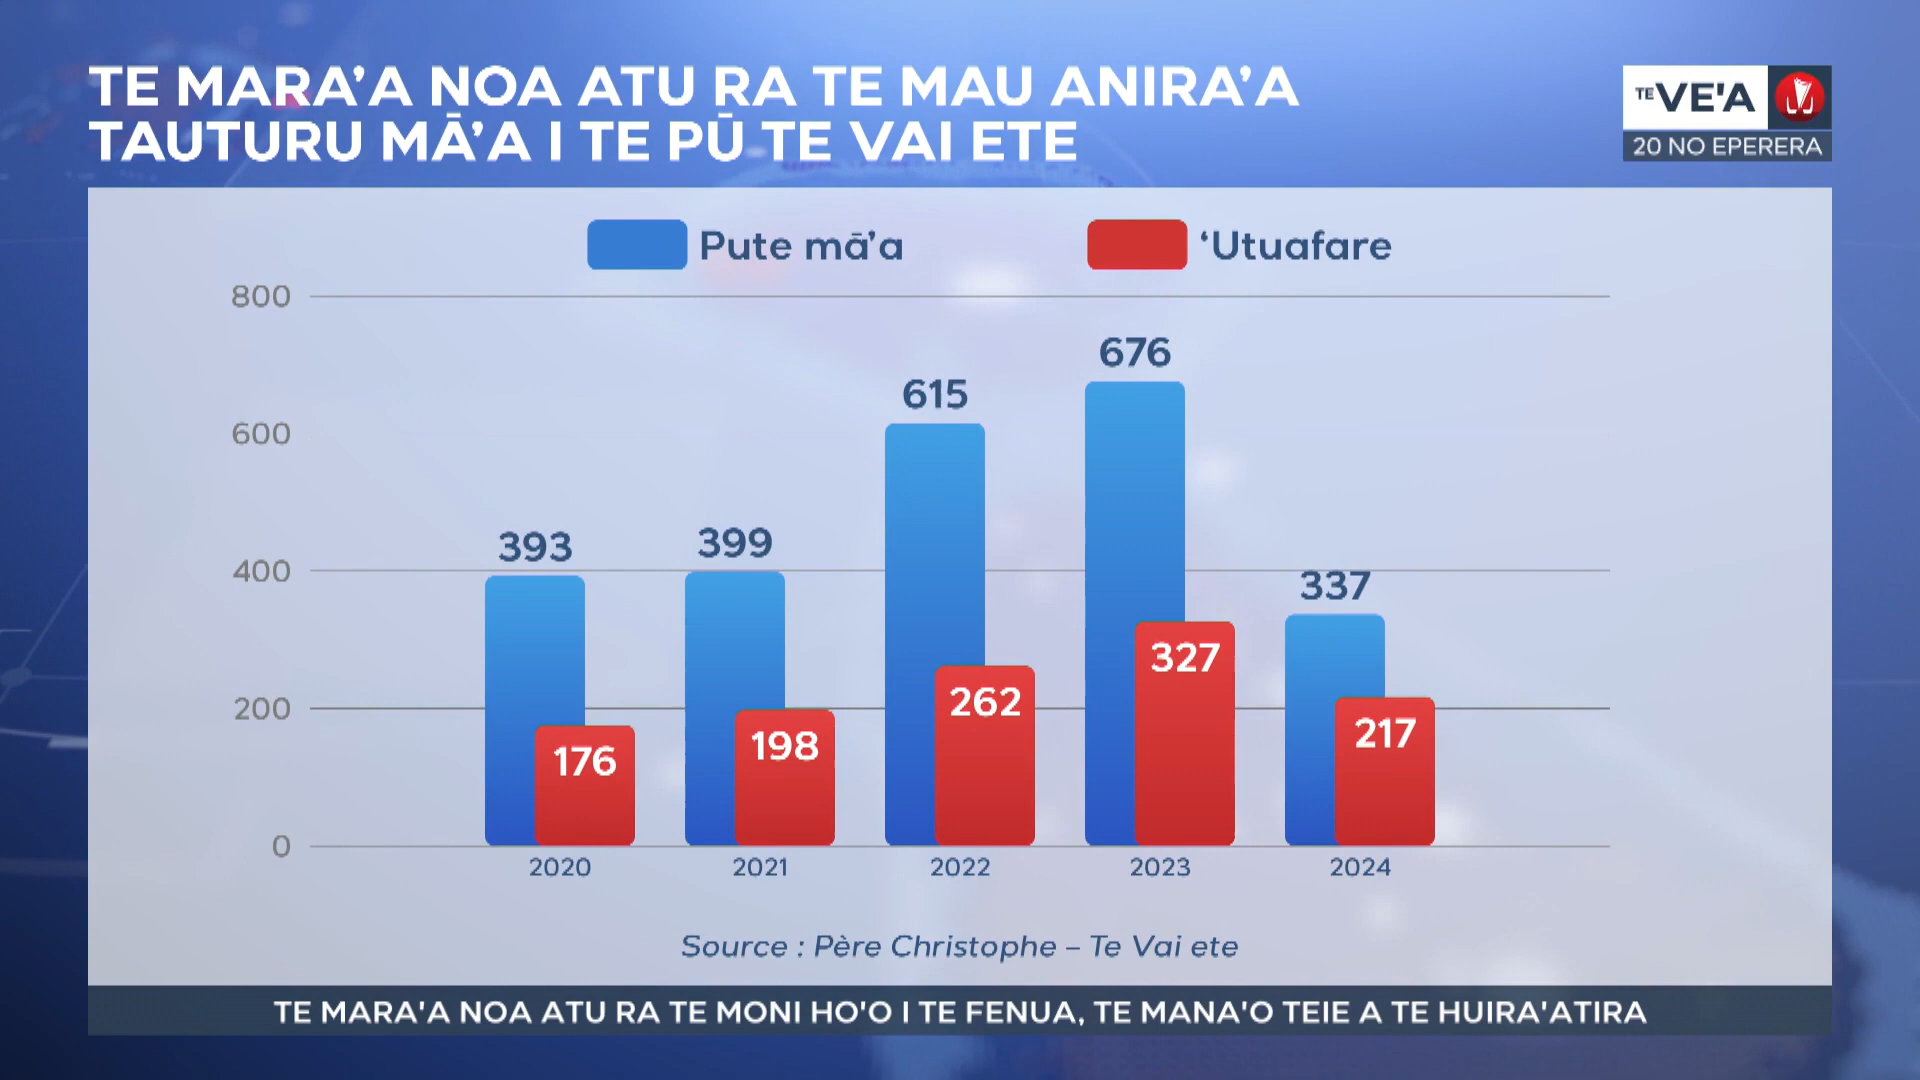 TE MARA’A NOA ATU RA TE MAU ANIRA’A
TAUTURU MĀ’A I TE PŪ TE VAI ETE
TE VE'A
20 NO EPERERA
Pute mā’a
‘Utuafare
800
600
400
200
0
393
176
399
198
615
262
676
327
337
217
2020
2021
2022
2023
2024
Source : Père Christophe – Te Vai ete
TE MARA'A NOA ATU RA TE MONI HO'O I TE FENUA, TE MANA'O TEIE A TE HUIRA'ATIRA